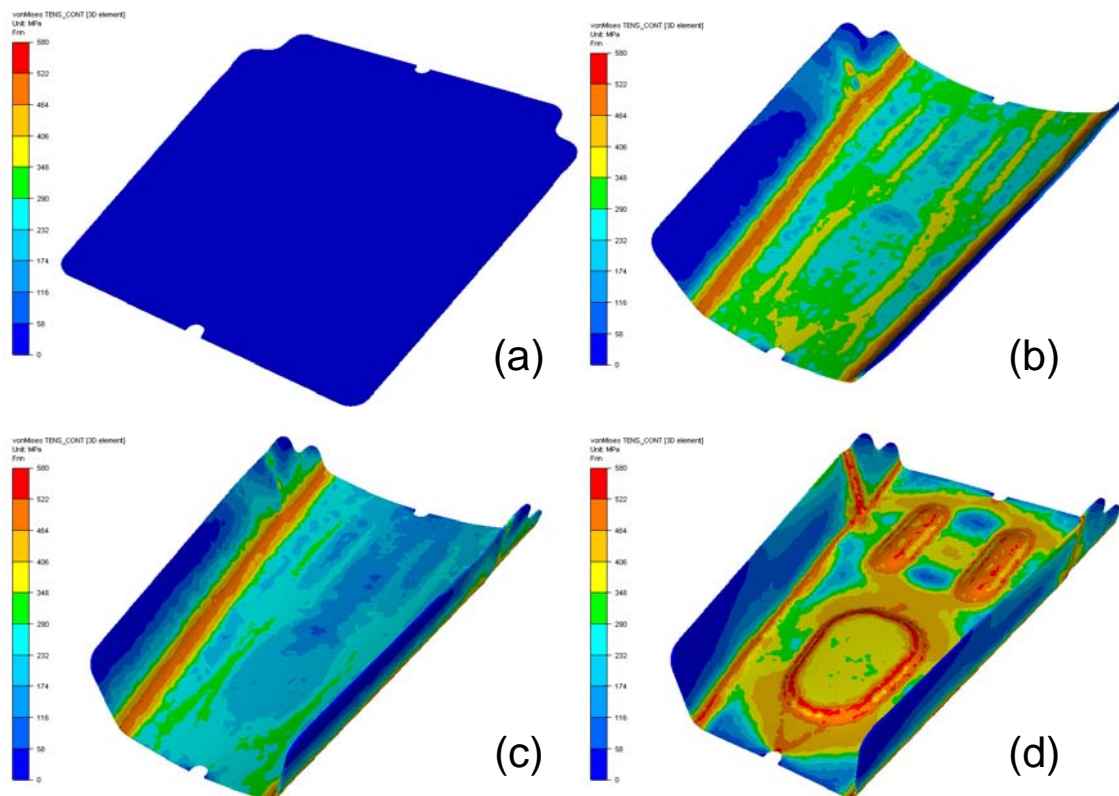 vonMises TENS_CONT [3D element]
Unit: MPa
Frin
580
522
464
406
348
290
232
174
116
58
0
(a)
vonMises TENS_CONT [3D element]
Unit: MPa
Frin
580
522
464
406
348
290
232
174
116
58
0
(b)
vonMises TENS_CONT [3D element]
Unit: MPa
Frin
580
522
464
406
348
290
232
174
116
58
0
(c)
vonMises TENS_CONT [3D element]
Unit: MPa
Frin
580
522
464
406
348
290
232
174
116
58
0
(d)